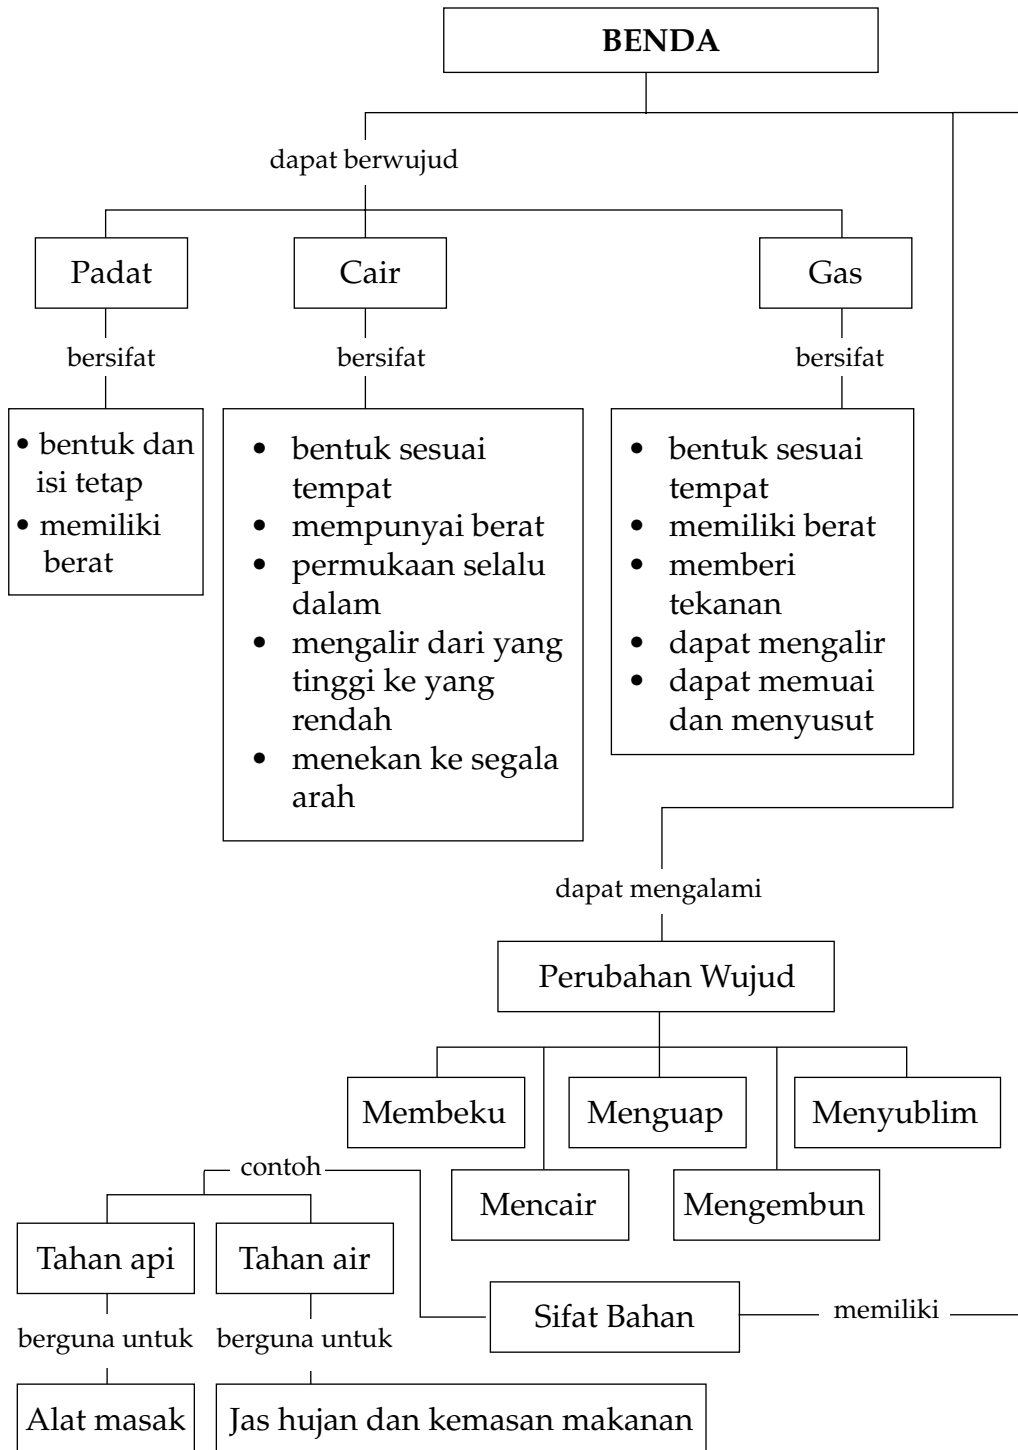 BENDA
dapat berwujud
Padat
Cair
Gas
bersifat
bersifat
bersifat
• bentuk dan
isi tetap
• memiliki
berat
• bentuk sesuai
tempat
• mempunyai berat
• permukaan selalu
dalam
• mengalir dari yang
tinggi ke yang
rendah
• menekan ke segala
arah
• bentuk sesuai
tempat
• memiliki berat
• memberi
tekanan
• dapat mengalir
• dapat memuai
dan menyusut
dapat mengalami
Perubahan Wujud
Membeku
Menguap
Menyublim
Mencair
Mengembun
contoh
Tahan api
Tahan air
Sifat Bahan
memiliki
berguna untuk
berguna untuk
Alat masak
Jas hujan dan kemasan makanan